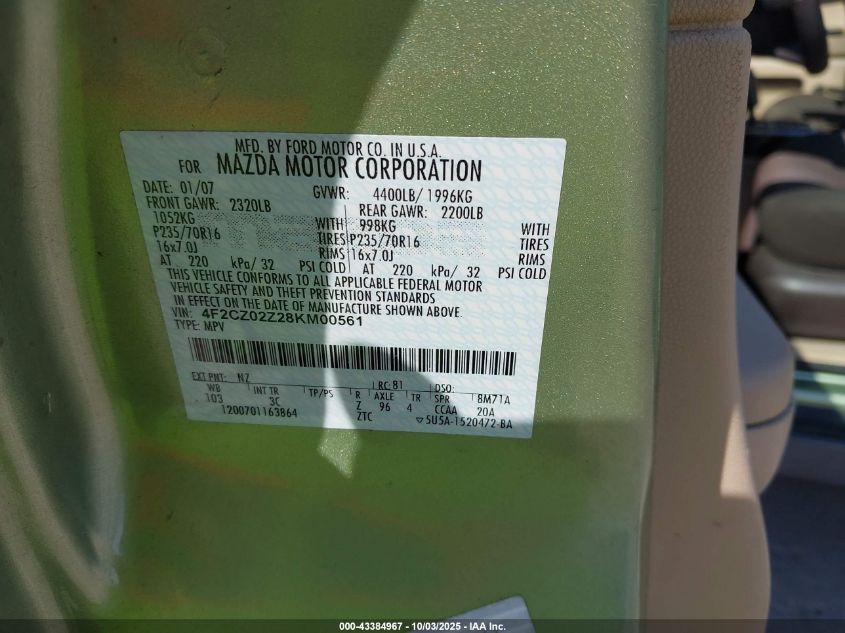 MFD. BY FORD MOTOR CO. IN U.S.A.
FOR MAZDA MOTOR CORPORATION
DATE: 01/07 GVWR: 4400LB/ 1996KG
FRONT GAWR: 2320LB REAR GAWR: 2200LB
1052KG WITH 998KG WITH
P235/70R16 TIRES P235/70R16 TIRES
16x7.0J RIMS 16x7.0J RIMS
AT 220 kPa/ 32 PSI COLD AT 220 kPa/ 32 PSI COLD
THIS VEHICLE CONFORMS TO ALL APPLICABLE FEDERAL MOTOR
VEHICLE SAFETY AND THEFT PREVENTION STANDARDS
IN EFFECT ON THE DATE OF MANUFACTURE SHOWN ABOVE.
VIN: 4F2CZ02Z28KM00561
TYPE: MPV
EXT PNT: NZ RC: 81 DSO:
WB INT TR TP/PS R AXLE TR SPR 8M71A
103 3C Z 96 4 CCAA 20A
1200701163864 ZTC 5U5A-1520472-BA
000-43384967 - 10/03/2025 - IAA Inc.